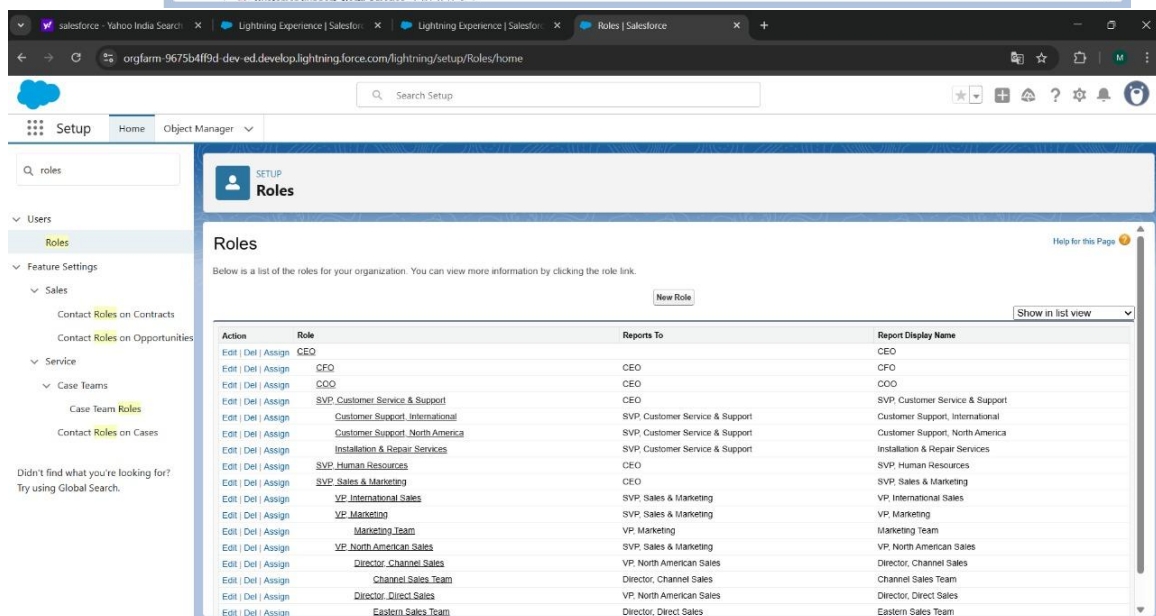 salesforce - Yahoo India Search
Lightning Experience | Salesforc
Lightning Experience | Salesforc
Roles | Salesforce
orgfarm-9675b4ff9d-dev-ed.develop.lightning.force.com/lightning/setup/Roles/home
M
Search Setup
Setup Home Object Manager
roles
SETUP
Roles
Users
Roles
Feature Settings
Sales
Contact Roles on Contracts
Contact Roles on Opportunities
Service
Case Teams
Case Team Roles
Contact Roles on Cases
Didn't find what you're looking for?
Try using Global Search.
Roles
Help for this Page
Below is a list of the roles for your organization. You can view more information by clicking the role link.
New Role
Show in list view
Action Role Reports To Report Display Name
Edit | Del | Assign CEO CEO
Edit | Del | Assign CFO CEO CFO
Edit | Del | Assign COO CEO COO
Edit | Del | Assign SVP, Customer Service & Support CEO SVP, Customer Service & Support
Edit | Del | Assign Customer Support, International SVP, Customer Service & Support Customer Support, International
Edit | Del | Assign Customer Support, North America SVP, Customer Service & Support Customer Support, North America
Edit | Del | Assign Installation & Repair Services SVP, Customer Service & Support Installation & Repair Services
Edit | Del | Assign SVP, Human Resources CEO SVP, Human Resources
Edit | Del | Assign SVP, Sales & Marketing CEO SVP, Sales & Marketing
Edit | Del | Assign VP, International Sales SVP, Sales & Marketing VP, International Sales
Edit | Del | Assign VP, Marketing SVP, Sales & Marketing VP, Marketing
Edit | Del | Assign Marketing Team VP, Marketing Marketing Team
Edit | Del | Assign VP, North American Sales SVP, Sales & Marketing VP, North American Sales
Edit | Del | Assign Director, Channel Sales VP, North American Sales Director, Channel Sales
Edit | Del | Assign Channel Sales Team Director, Channel Sales Channel Sales Team
Edit | Del | Assign Director, Direct Sales VP, North American Sales Director, Direct Sales
Edit | Del | Assign Eastern Sales Team Director, Direct Sales Eastern Sales Team